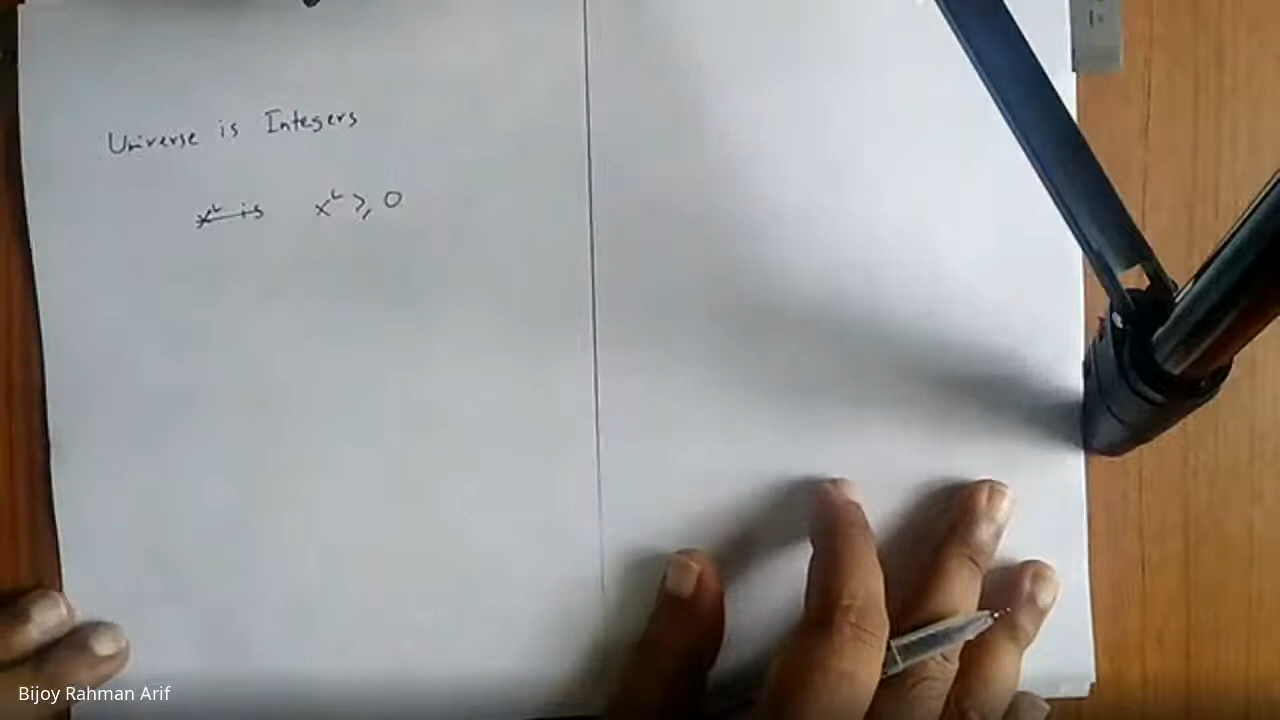 Universe is Integers
x² is x² ≥ 0
Bijoy Rahman Arif